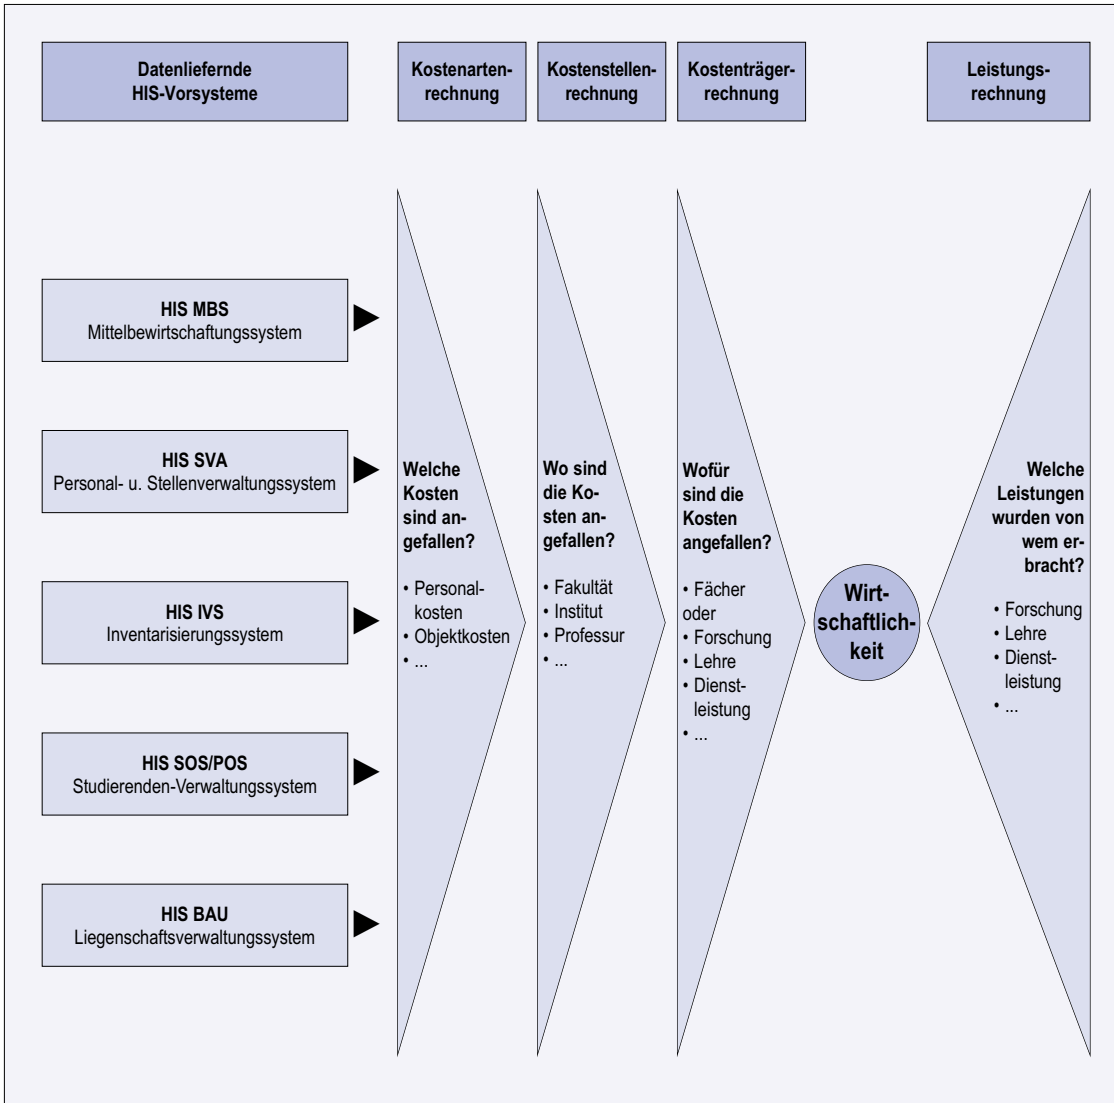 Datenliefernde
HIS-Vorsysteme
Kostenarten-
rechnung
Kostenstellen-
rechnung
Kostenträger-
rechnung
Leistungs-
rechnung
HIS MBS
Mittelbewirtschaftungssystem
HIS SVA
Personal- u. Stellenverwaltungssystem
HIS IVS
Inventarisierungssystem
HIS SOS/POS
Studierenden-Verwaltungssystem
HIS BAU
Liegenschaftsverwaltungssystem
Welche
Kosten
sind an-
gefallen?
• Personal-
kosten
• Objektkosten
• ...
Wo sind
die Ko-
sten an-
gefallen?
• Fakultät
• Institut
• Professur
• ...
Wofür
sind die
Kosten
angefallen?
• Fächer
oder
• Forschung
• Lehre
• Dienst-
leistung
• ...
Wirt-
schaftlich-
keit
Welche
Leistungen
wurden von
wem er-
bracht?
• Forschung
• Lehre
• Dienst-
leistung
• ...